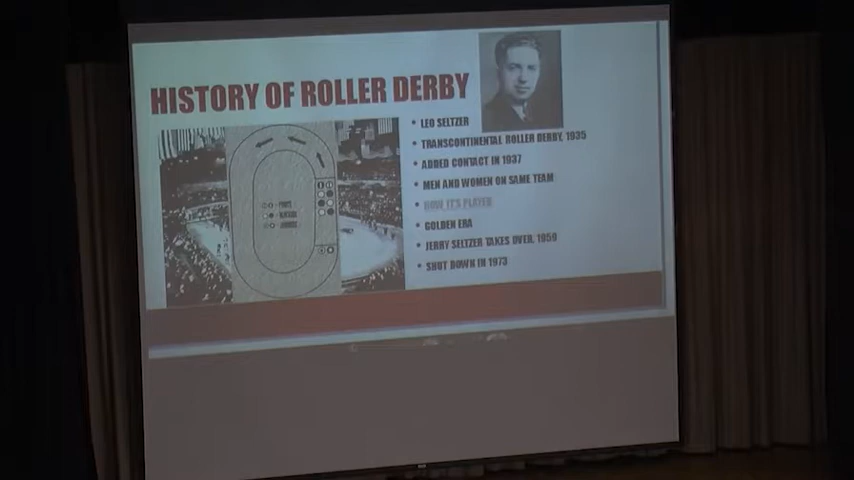 HISTORY OF ROLLER DERBY
• LEO SELTZER
• TRANSCONTINENTAL ROLLER DERBY, 1935
• ADDED CONTACT IN 1937
• MEN AND WOMEN ON SAME TEAM
• HOW IT'S PLAYED
• GOLDEN ERA
• JERRY SELTZER TAKES OVER, 1959
• SHUT DOWN IN 1973